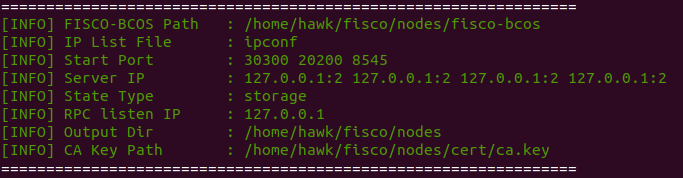 ================================================================
[INFO] FISCO-BCOS Path   : /home/hawk/fisco/nodes/fisco-bcos
[INFO] IP List File      : ipconf
[INFO] Start Port        : 30300 20200 8545
[INFO] Server IP         : 127.0.0.1:2 127.0.0.1:2 127.0.0.1:2 127.0.0.1:2
[INFO] State Type        : storage
[INFO] RPC listen IP     : 127.0.0.1
[INFO] Output Dir        : /home/hawk/fisco/nodes
[INFO] CA Key Path       : /home/hawk/fisco/nodes/cert/ca.key
================================================================